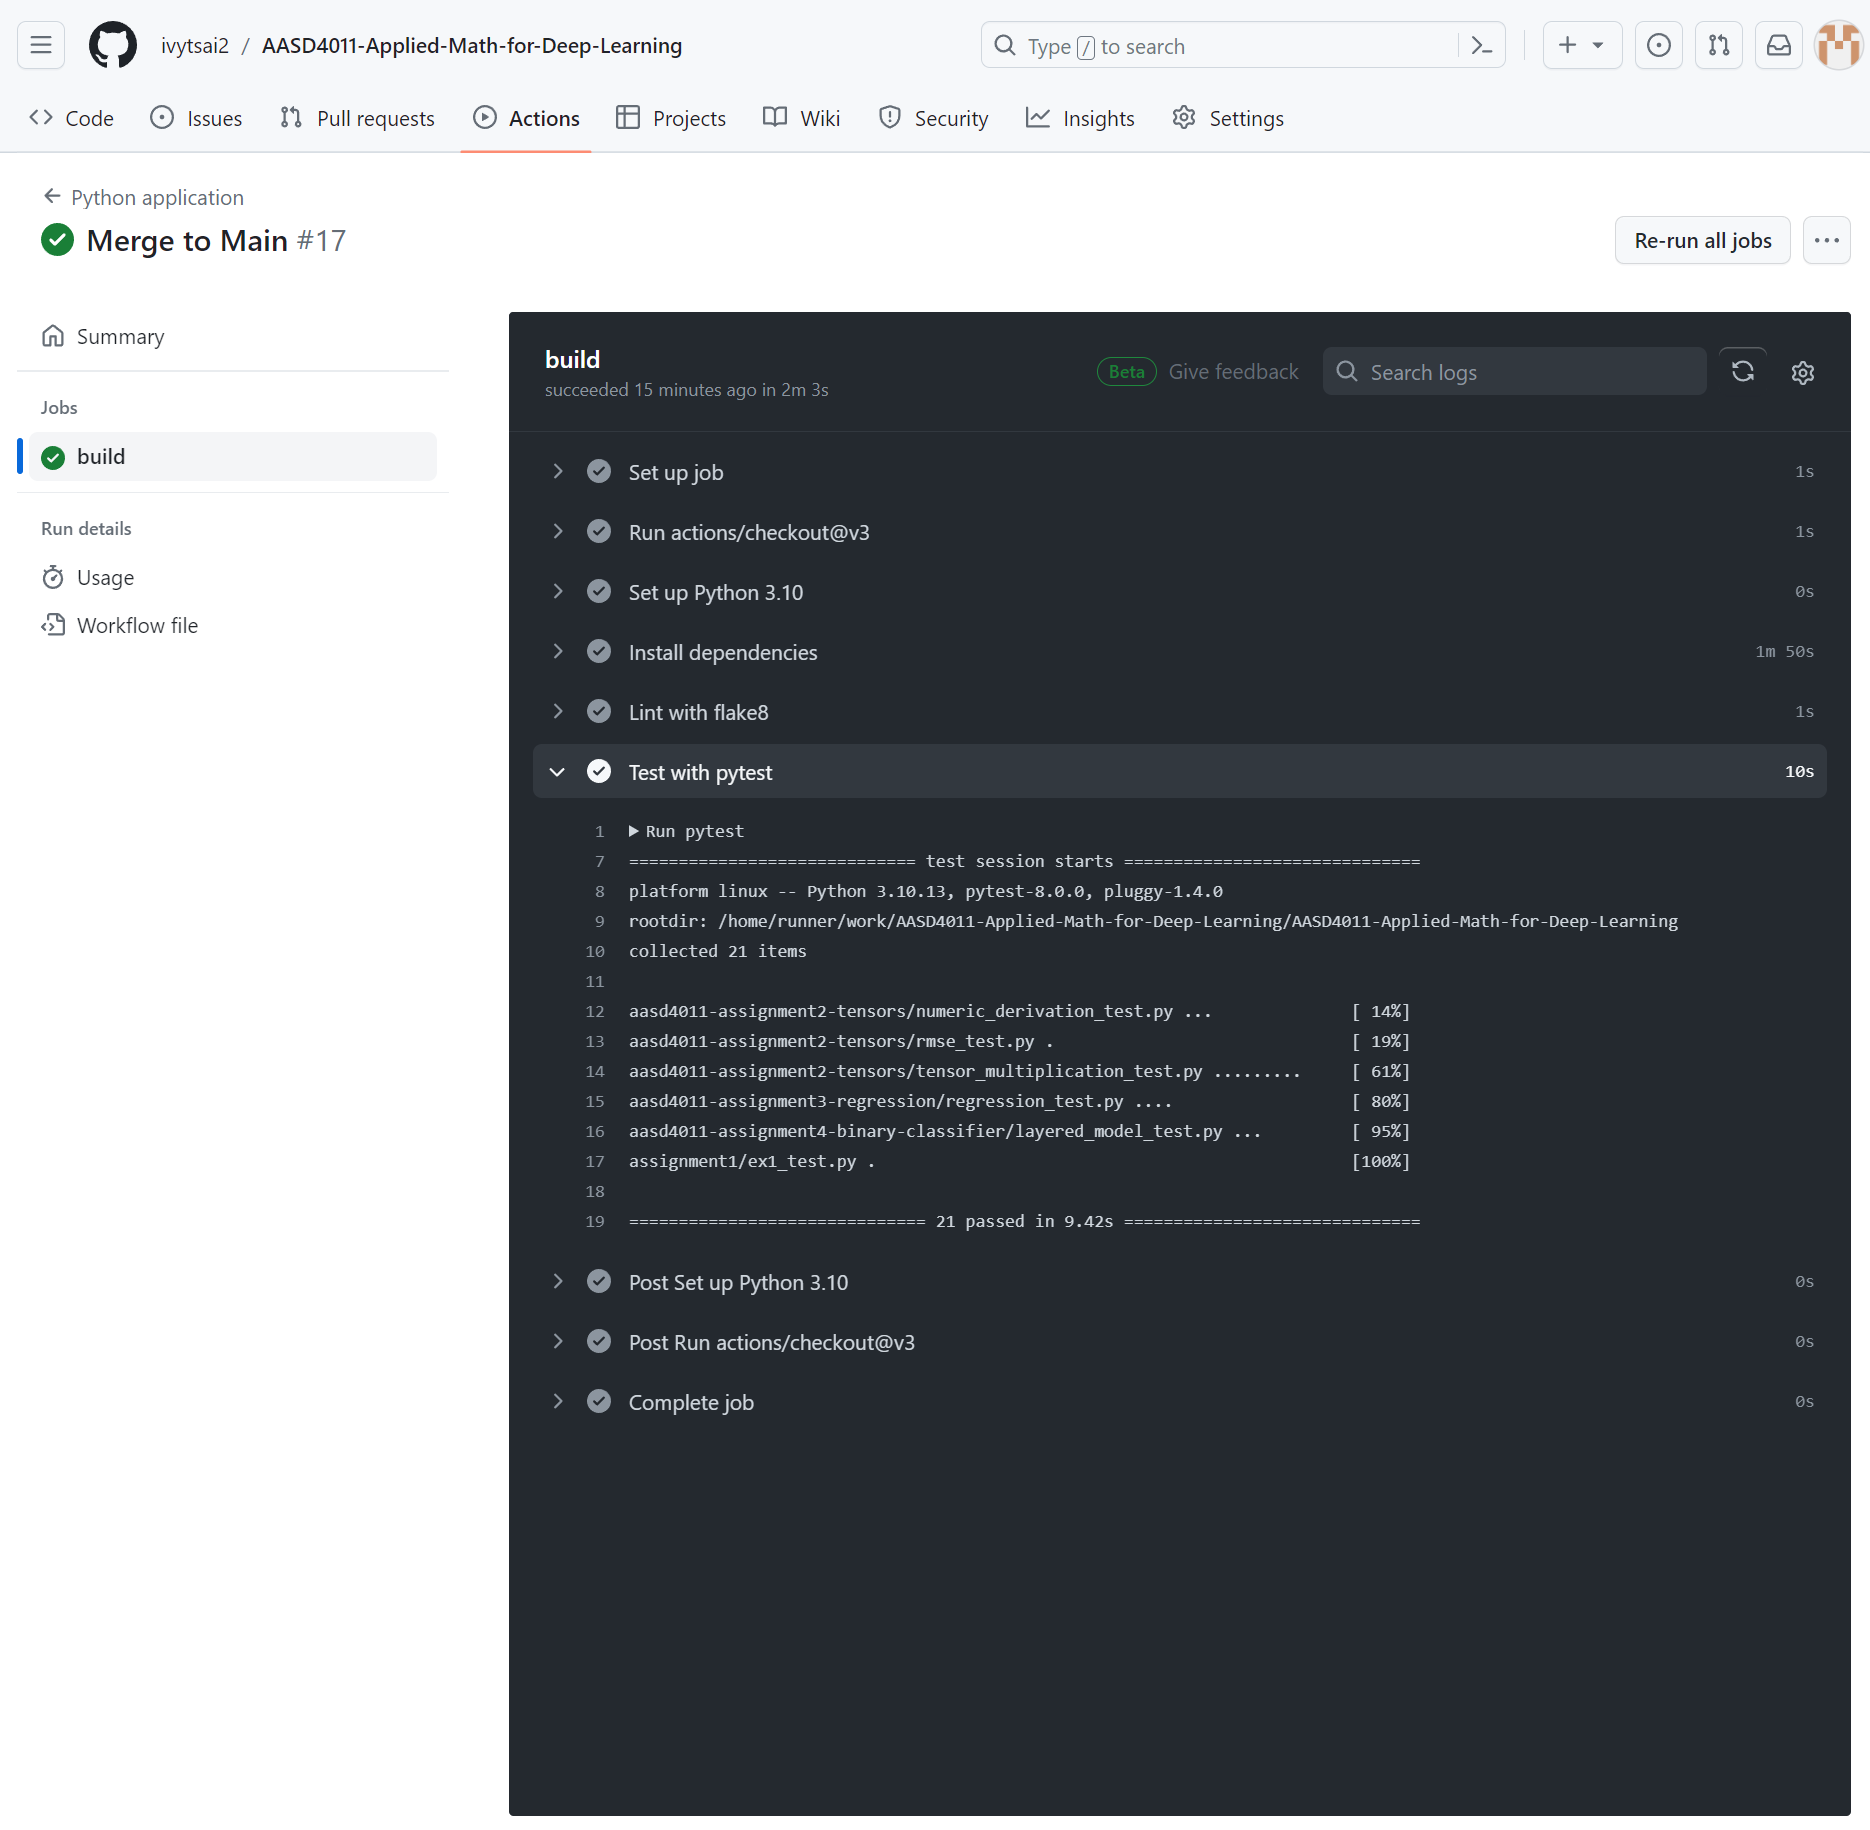 ivytsai2 / AASD4011-Applied-Math-for-Deep-Learning
Type / to search
Code Issues Pull requests Actions Projects Wiki Security Insights Settings
Python application
Merge to Main #17
Re-run all jobs
Summary
Jobs
build
Run details
Usage
Workflow file
build
succeeded 15 minutes ago in 2m 3s
Beta Give feedback
Search logs
Set up job 1s
Run actions/checkout@v3 1s
Set up Python 3.10 0s
Install dependencies 1m 50s
Lint with flake8 1s
Test with pytest 10s
1 Run pytest
7 ============================= test session starts ==============================
8 platform linux -- Python 3.10.13, pytest-8.0.0, pluggy-1.4.0
9 rootdir: /home/runner/work/AASD4011-Applied-Math-for-Deep-Learning/AASD4011-Applied-Math-for-Deep-Learning
10 collected 21 items
11
12 aasd4011-assignment2-tensors/numeric_derivation_test.py ... [ 14%]
13 aasd4011-assignment2-tensors/rmse_test.py . [ 19%]
14 aasd4011-assignment2-tensors/tensor_multiplication_test.py ......... [ 61%]
15 aasd4011-assignment3-regression/regression_test.py .... [ 80%]
16 aasd4011-assignment4-binary-classifier/layered_model_test.py ... [ 95%]
17 assignment1/ex1_test.py . [100%]
18
19 ============================== 21 passed in 9.42s ==============================
Post Set up Python 3.10 0s
Post Run actions/checkout@v3 0s
Complete job 0s